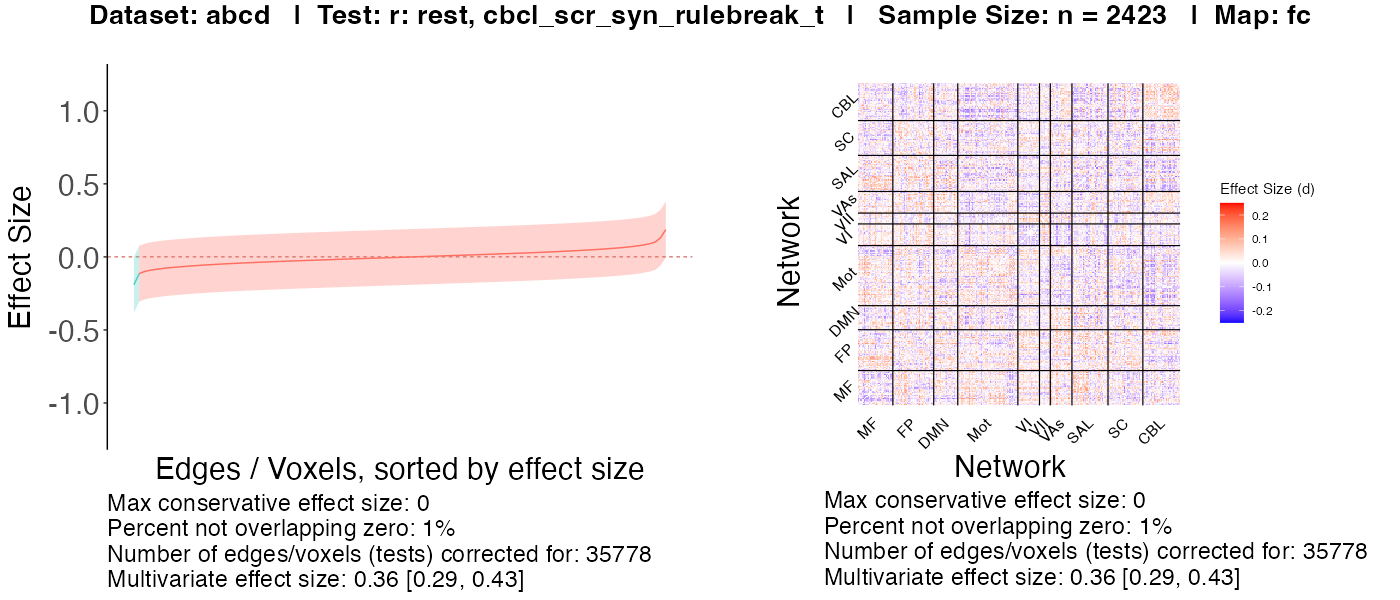 Dataset: abcd | Test: r: rest, cbcl_scr_syn_rulebreak_t | Sample Size: n = 2423 | Map: fc
Effect Size
1.0
0.5
0.0
-0.5
-1.0
Edges / Voxels, sorted by effect size
Max conservative effect size: 0
Percent not overlapping zero: 1%
Number of edges/voxels (tests) corrected for: 35778
Multivariate effect size: 0.36 [0.29, 0.43]
Network
CBL
SC
SAL
VAs
VII
VI
Mot
DMN
FP
MF
MF
FP
DMN
Mot
VI
VII
VAs
SAL
SC
CBL
Network
Effect Size (d)
0.2
0.1
0.0
-0.1
-0.2
Max conservative effect size: 0
Percent not overlapping zero: 1%
Number of edges/voxels (tests) corrected for: 35778
Multivariate effect size: 0.36 [0.29, 0.43]